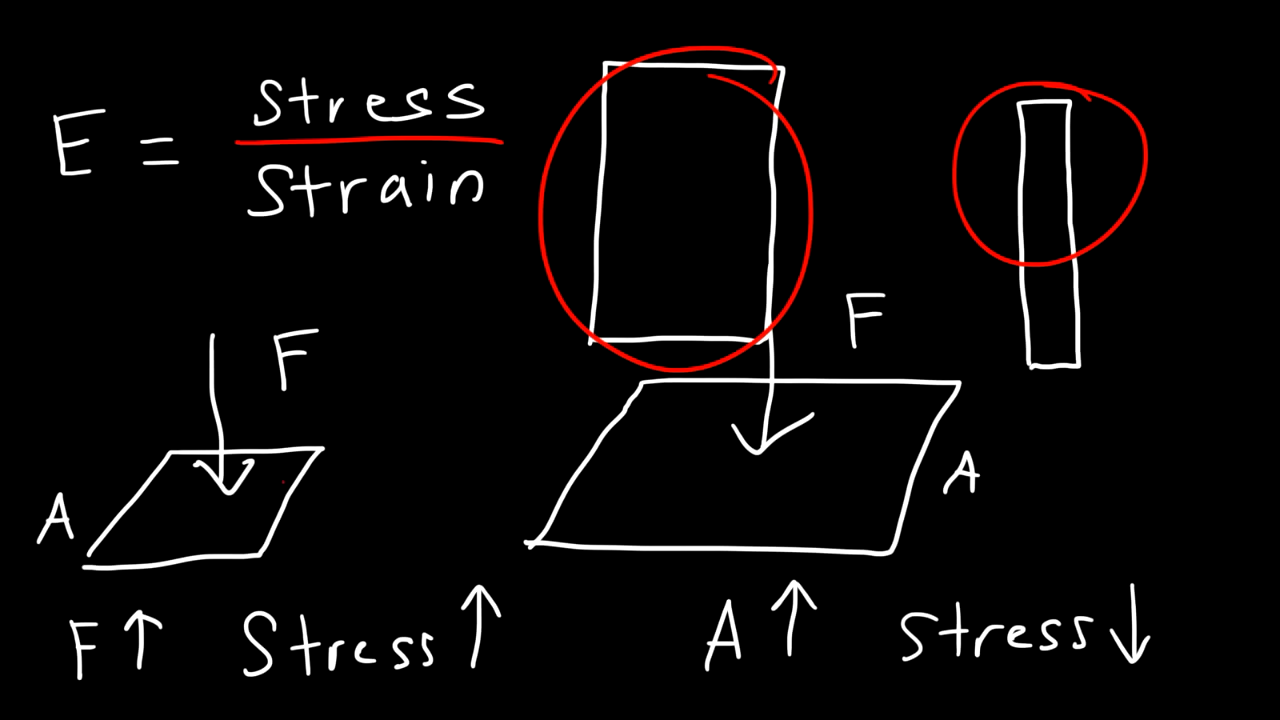 E = Stress / Strain
F
F
A
A
F↑ Stress↑
A↑ Stress↓